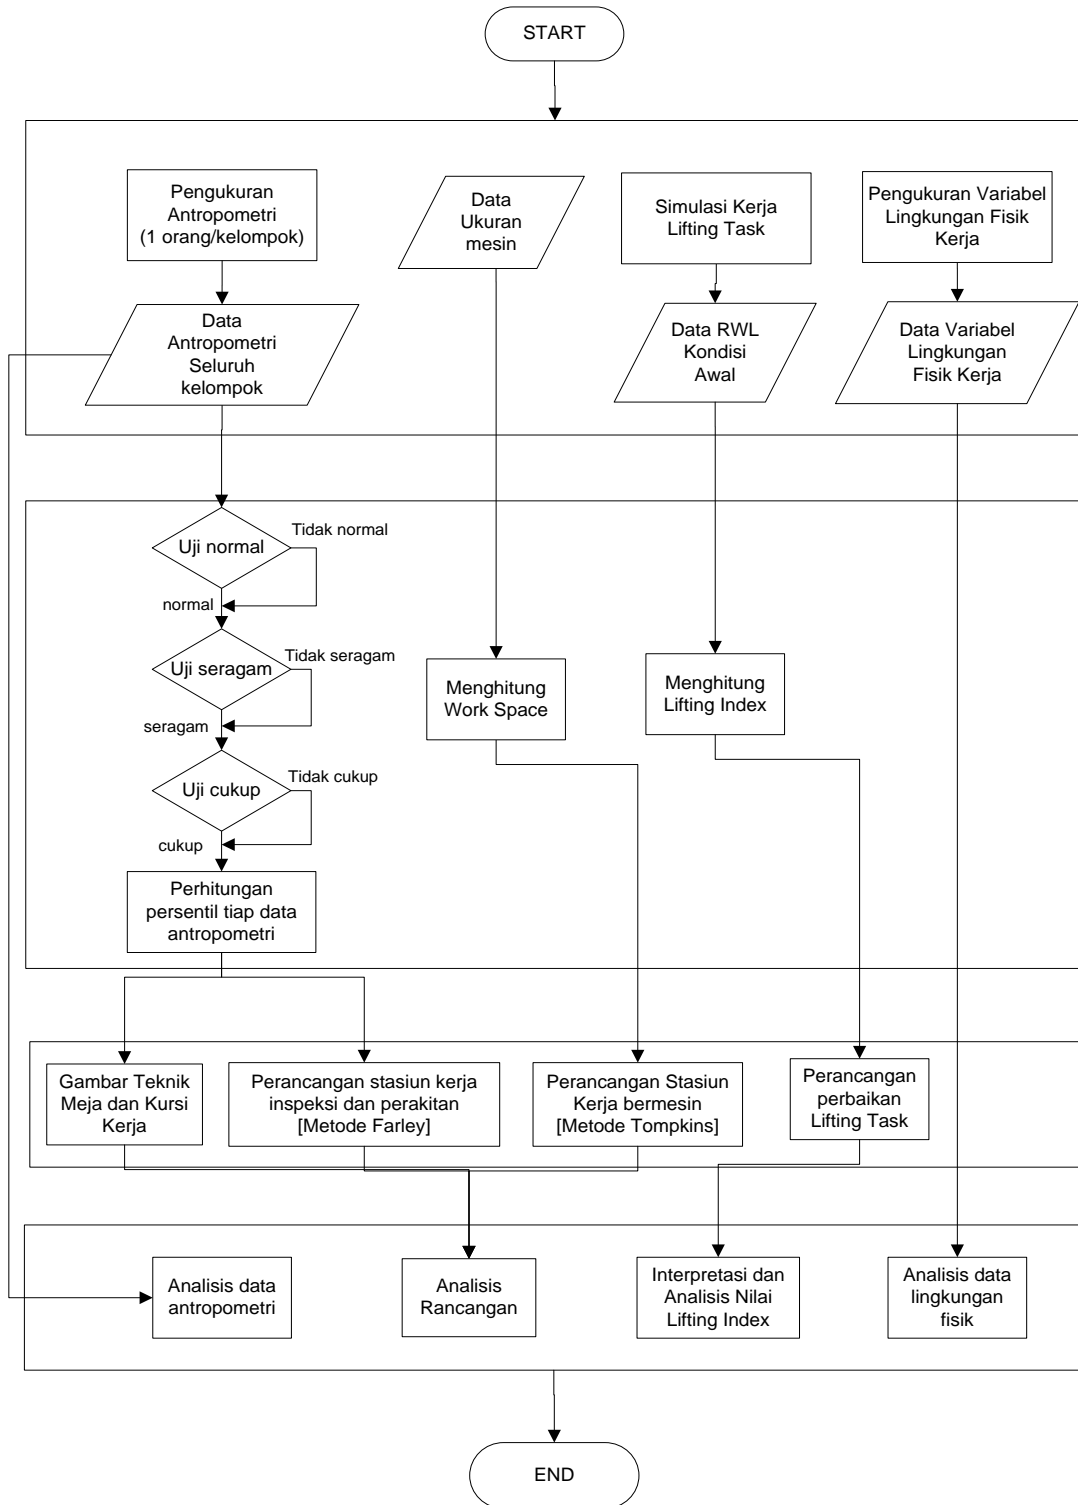 START
Pengukuran
Antropometri
(1 orang/kelompok)
Data
Ukuran
mesin
Simulasi Kerja
Lifting Task
Pengukuran Variabel
Lingkungan Fisik
Kerja
Data
Antropometri
Seluruh
kelompok
Data RWL
Kondisi
Awal
Data Variabel
Lingkungan
Fisik Kerja
Uji normal
Tidak normal
normal
Uji seragam
Tidak seragam
seragam
Uji cukup
Tidak cukup
cukup
Menghitung
Work Space
Menghitung
Lifting Index
Perhitungan
persentil tiap data
antropometri
Gambar Teknik
Meja dan Kursi
Kerja
Perancangan stasiun kerja
inspeksi dan perakitan
[Metode Farley]
Perancangan Stasiun
Kerja bermesin
[Metode Tompkins]
Perancangan
perbaikan
Lifting Task
Analisis data
antropometri
Analisis
Rancangan
Interpretasi dan
Analisis Nilai
Lifting Index
Analisis data
lingkungan
fisik
END